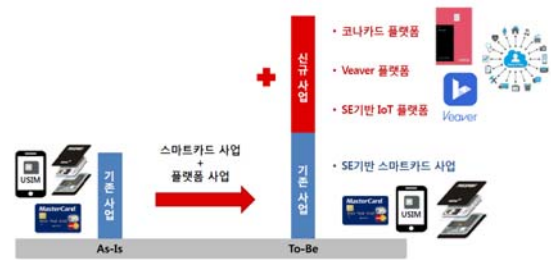 • 코나카드 플랫폼
• Veaver 플랫폼
• SE기반 IoT 플랫폼
Veaver
신규 사업
스마트카드 사업
+
플랫폼 사업
• SE기반 스마트카드 사업
기존 사업
기존 사업
USIM
MasterCard
MasterCard
USIM
As-Is
To-Be